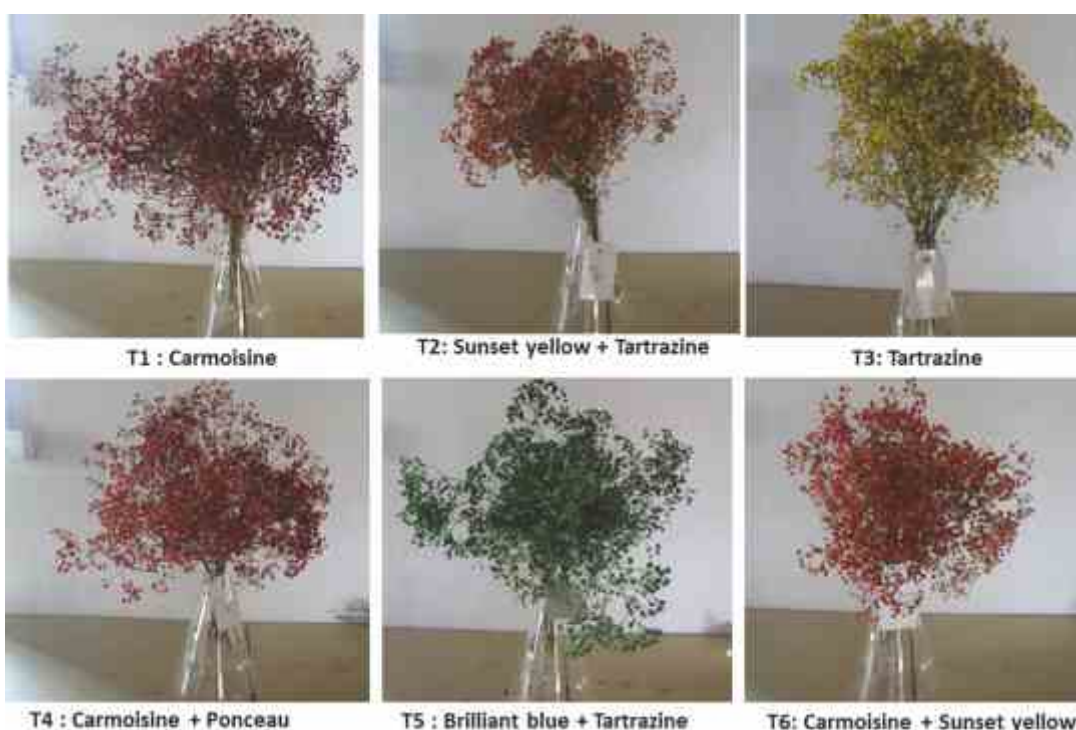 T1 : Carmoisine
T2: Sunset yellow + Tartrazine
T3: Tartrazine
T4 : Carmoisine + Ponceau
T5 : Brilliant blue + Tartrazine
T6: Carmoisine + Sunset yellow